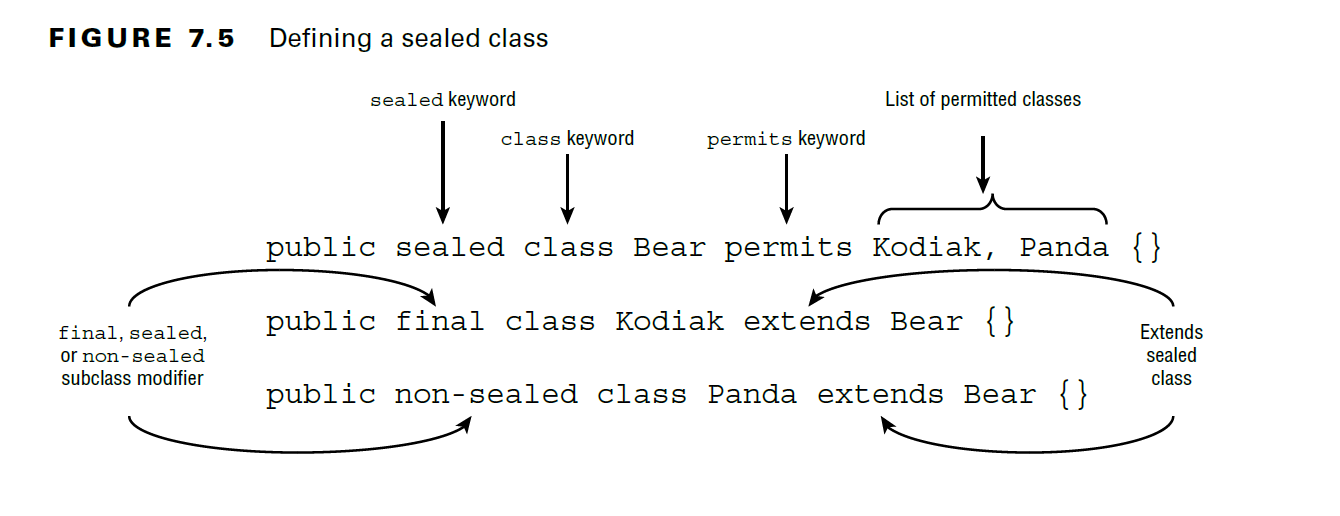 FIGURE 7.5 Defining a sealed class
sealed keyword
List of permitted classes
class keyword
permits keyword
public sealed class Bear permits Kodiak, Panda {}
public final class Kodiak extends Bear {}
final, sealed,
or non-sealed
subclass modifier
Extends
sealed
class
public non-sealed class Panda extends Bear {}